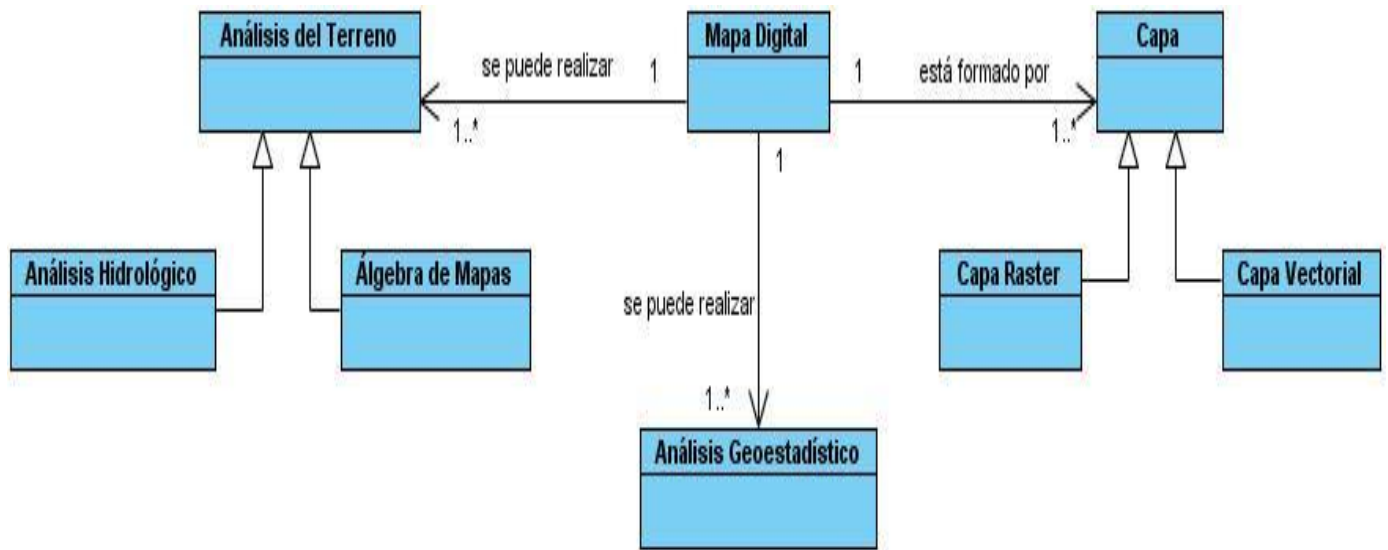 Análisis del Terreno
Mapa Digital
Capa
se puede realizar
1
1
está formado por
1..*
1..*
1
Análisis Hidrológico
Álgebra de Mapas
Capa Raster
Capa Vectorial
se puede realizar
1..*
Análisis Geoestadístico